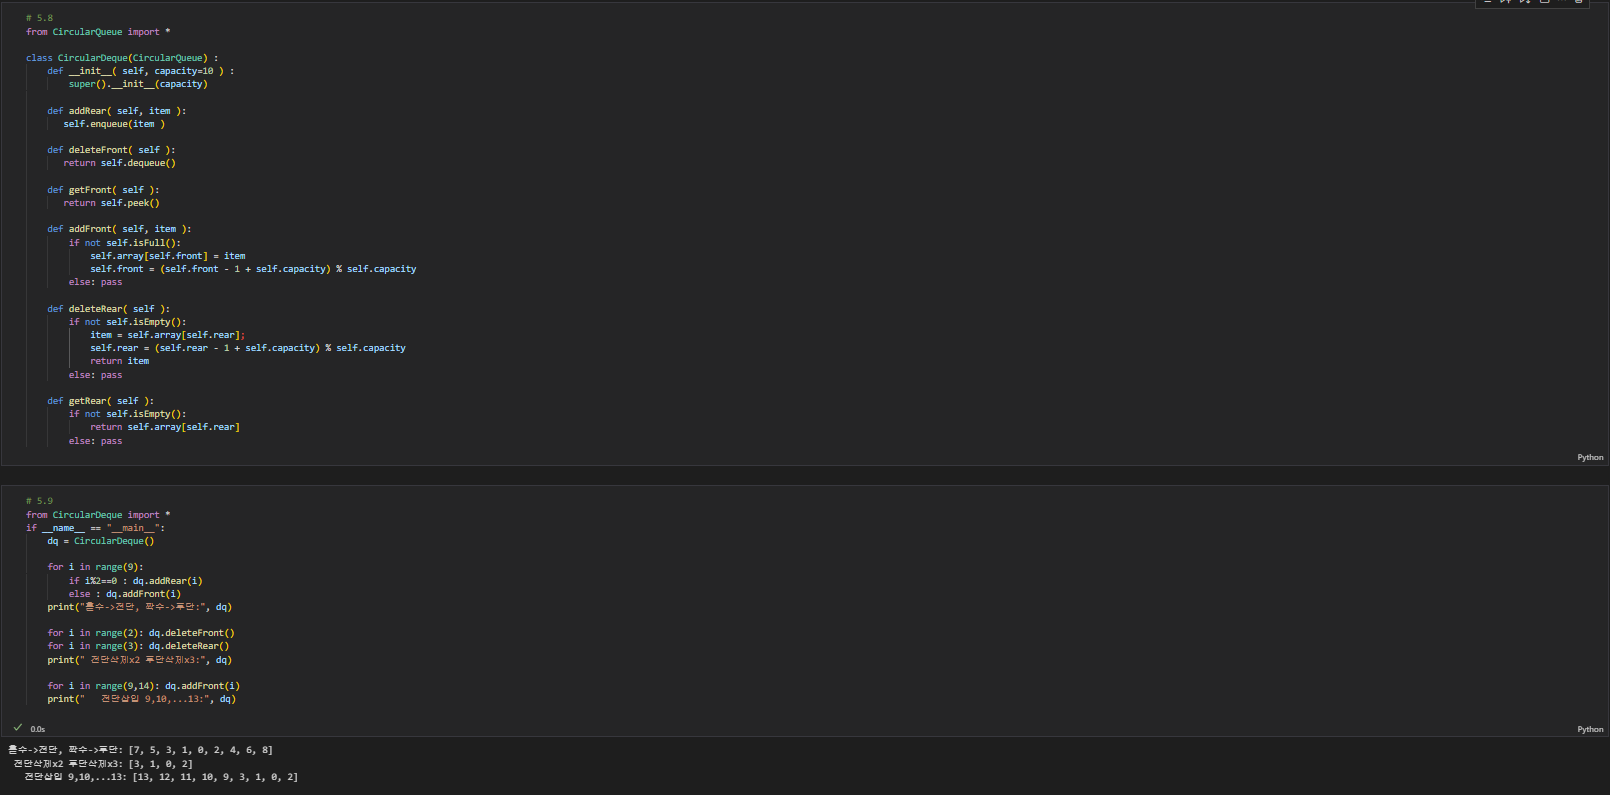 # 5.8
from CircularQueue import *
class CircularDeque(CircularQueue) :
    def __init__( self, capacity=10 ) :
        super().__init__(capacity)
    def addRear( self, item ):
       self.enqueue(item )
    def deleteFront( self ):
       return self.dequeue()
    def getFront( self ):
       return self.peek()
    def addFront( self, item ):
        if not self.isFull():
            self.array[self.front] = item
            self.front = (self.front - 1 + self.capacity) % self.capacity
        else: pass
    def deleteRear( self ):
        if not self.isEmpty():
            item = self.array[self.rear];
            self.rear = (self.rear - 1 + self.capacity) % self.capacity
            return item
        else: pass
    def getRear( self ):
        if not self.isEmpty():
            return self.array[self.rear]
        else: pass
Python
# 5.9
from CircularDeque import *
if __name__ == "__main__":
    dq = CircularDeque()
    for i in range(9):
        if i%2==0 : dq.addRear(i)
        else : dq.addFront(i)
    print("홀수->전단, 짝수->후단:", dq)
    for i in range(2): dq.deleteFront()
    for i in range(3): dq.deleteRear()
    print(" 전단삭제x2 후단삭제x3:", dq)
    for i in range(9,14): dq.addFront(i)
    print("   전단삽입 9,10,...13:", dq)
0.0s
Python
홀수->전단, 짝수->후단: [7, 5, 3, 1, 0, 2, 4, 6, 8]
 전단삭제x2 후단삭제x3: [3, 1, 0, 2]
   전단삽입 9,10,...13: [13, 12, 11, 10, 9, 3, 1, 0, 2]